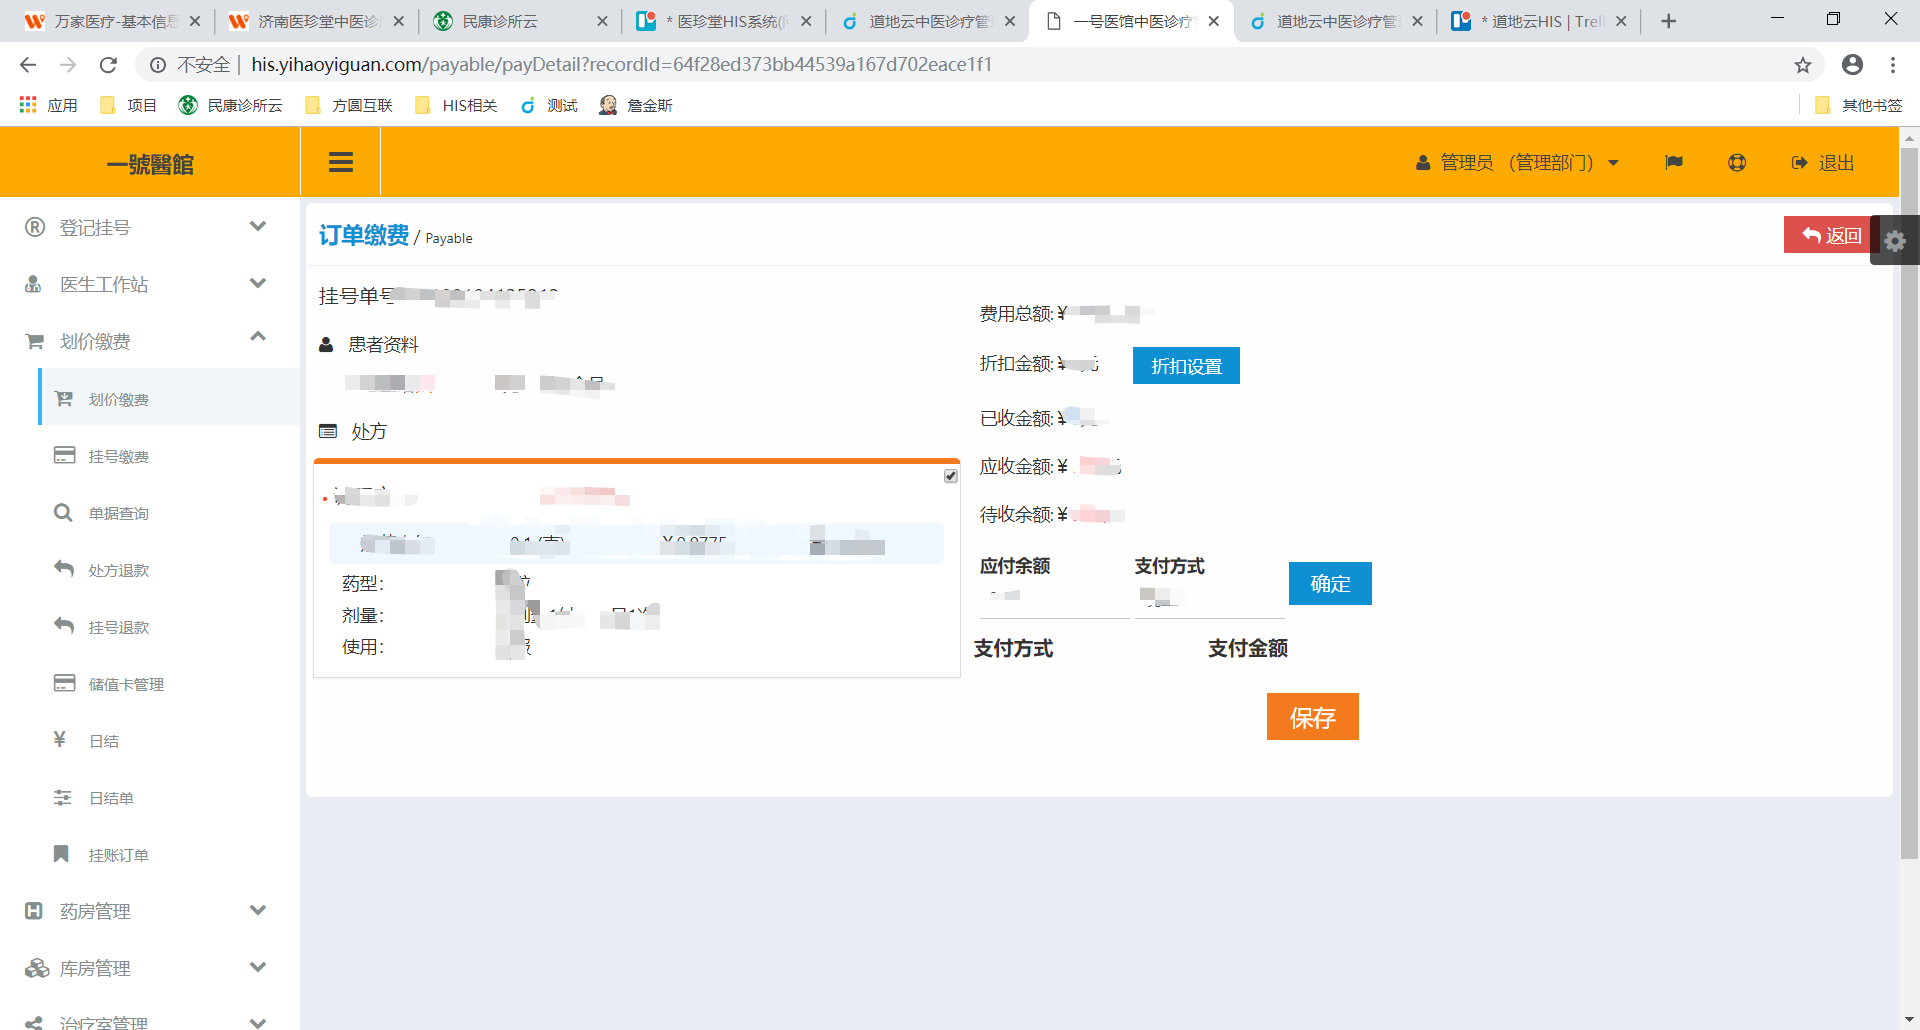 万家医疗-基本信息
济南医珍堂中医诊
民康诊所云
* 医珍堂HIS系统(问
道地云中医诊疗管
一号医馆中医诊疗
道地云中医诊疗管
* 道地云HIS | Trel
不安全 | his.yihaoyiguan.com/payable/payDetail?recordId=64f28ed373bb44539a167d702eace1f1
应用
项目
民康诊所云
方圆互联
HIS相关
测试
詹金斯
其他书签
一號醫館
管理员 (管理部门)
退出
登记挂号
医生工作站
划价缴费
划价缴费
挂号缴费
单据查询
处方退款
挂号退款
储值卡管理
日结
日结单
挂账订单
药房管理
库房管理
治疗室管理
订单缴费 / Payable
返回
挂号单号
患者资料
处方
药型：
剂量：
使用：
费用总额: ¥
折扣金额: ¥ 元
折扣设置
已收金额: ¥
应收金额: ¥
待收余额: ¥
应付余额 支付方式
确定
支付方式 支付金额
保存